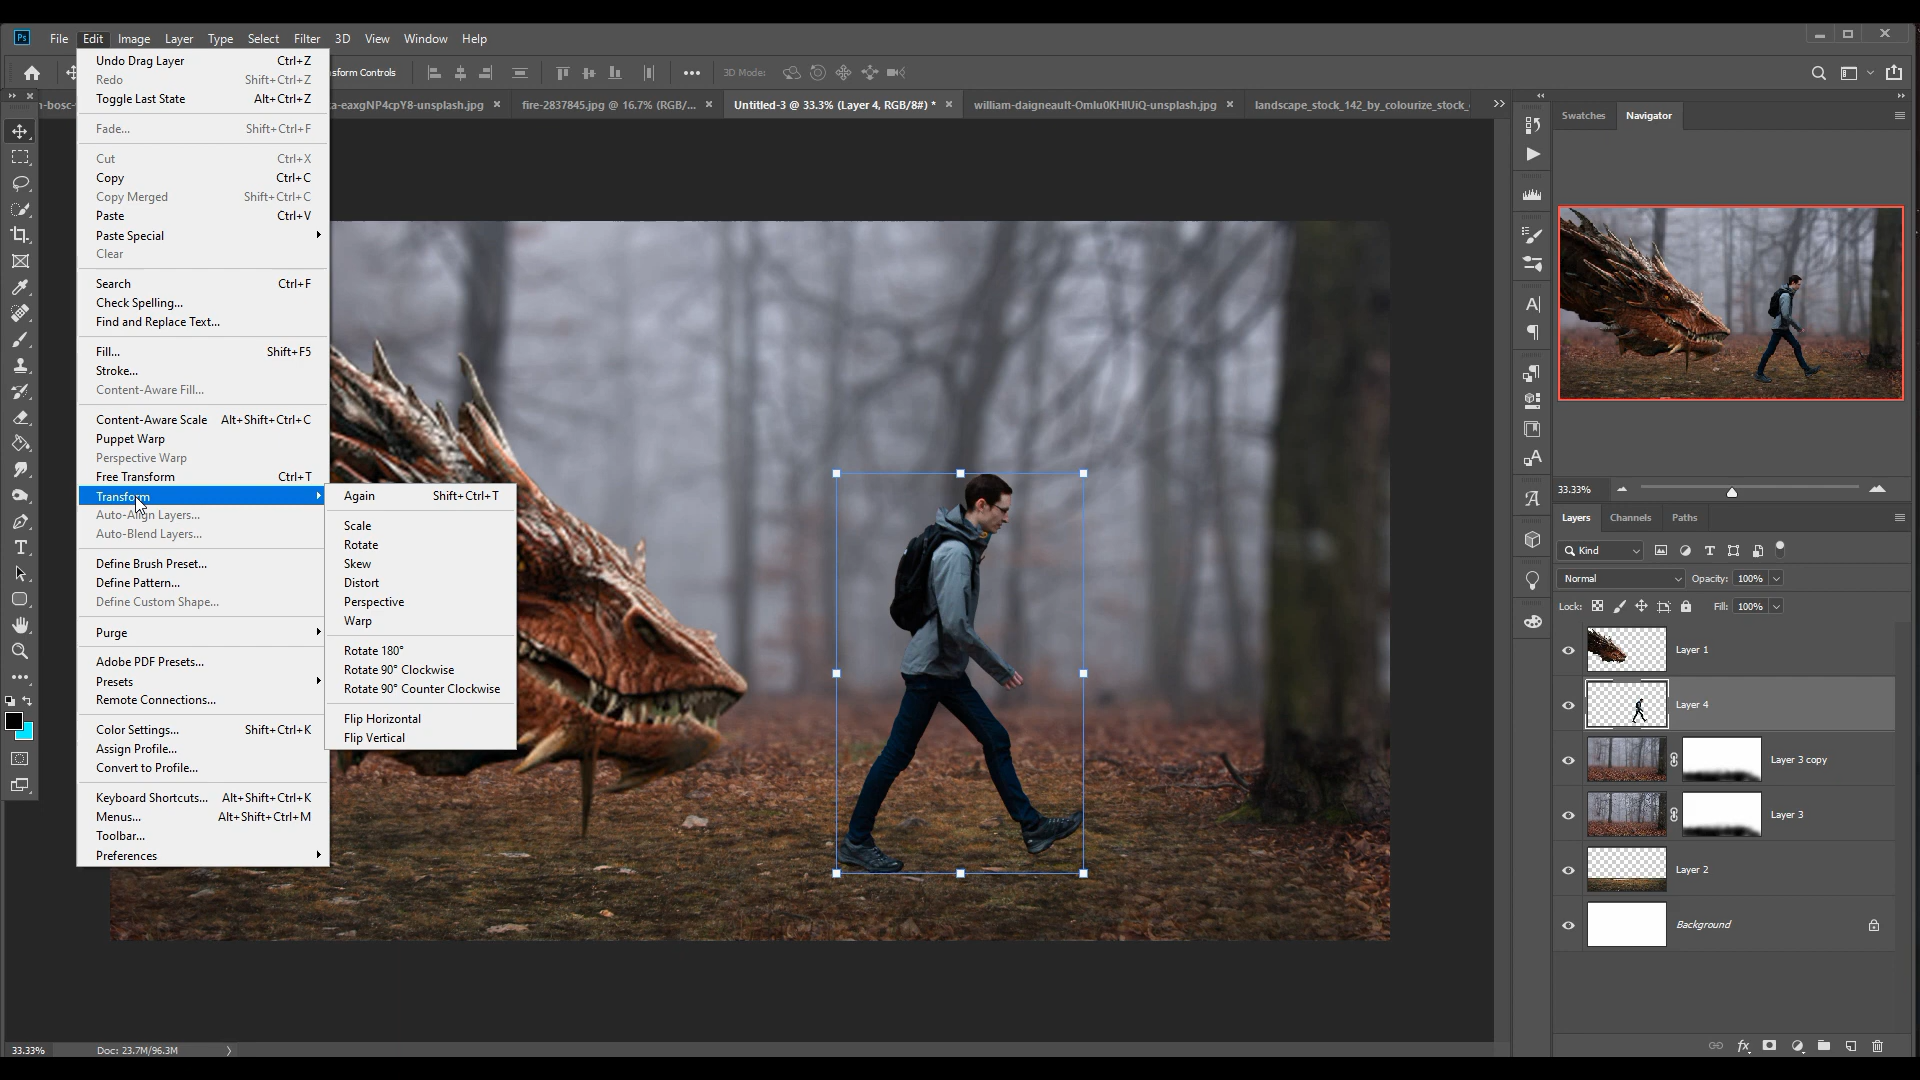 Ps
File Edit Image Layer Type Select Filter 3D View Window Help
sform Controls
3D Mode:
n-bosc-
a-eaxgNP4cpY8-unsplash.jpg
fire-2837845.jpg @ 16.7% (RGB/...
Untitled-3 @ 33.3% (Layer 4, RGB/8#) *
william-daigneault-Omlu0KHIUiQ-unsplash.jpg
landscape_stock_142_by_colourize_stock_
Undo Drag Layer Ctrl+Z
Redo Shift+Ctrl+Z
Toggle Last State Alt+Ctrl+Z
Fade... Shift+Ctrl+F
Cut Ctrl+X
Copy Ctrl+C
Copy Merged Shift+Ctrl+C
Paste Ctrl+V
Paste Special
Clear
Search Ctrl+F
Check Spelling...
Find and Replace Text...
Fill... Shift+F5
Stroke...
Content-Aware Fill...
Content-Aware Scale Alt+Shift+Ctrl+C
Puppet Warp
Perspective Warp
Free Transform Ctrl+T
Transform
Auto-Align Layers...
Auto-Blend Layers...
Define Brush Preset...
Define Pattern...
Define Custom Shape...
Purge
Adobe PDF Presets...
Presets
Remote Connections...
Color Settings... Shift+Ctrl+K
Assign Profile...
Convert to Profile...
Keyboard Shortcuts... Alt+Shift+Ctrl+K
Menus... Alt+Shift+Ctrl+M
Toolbar...
Preferences
Again Shift+Ctrl+T
Scale
Rotate
Skew
Distort
Perspective
Warp
Rotate 180°
Rotate 90° Clockwise
Rotate 90° Counter Clockwise
Flip Horizontal
Flip Vertical
Swatches Navigator
33.33%
Layers Channels Paths
Kind
Normal Opacity: 100%
Lock: Fill: 100%
Layer 1
Layer 4
Layer 3 copy
Layer 3
Layer 2
Background
33.33% Doc: 23.7M/96.3M